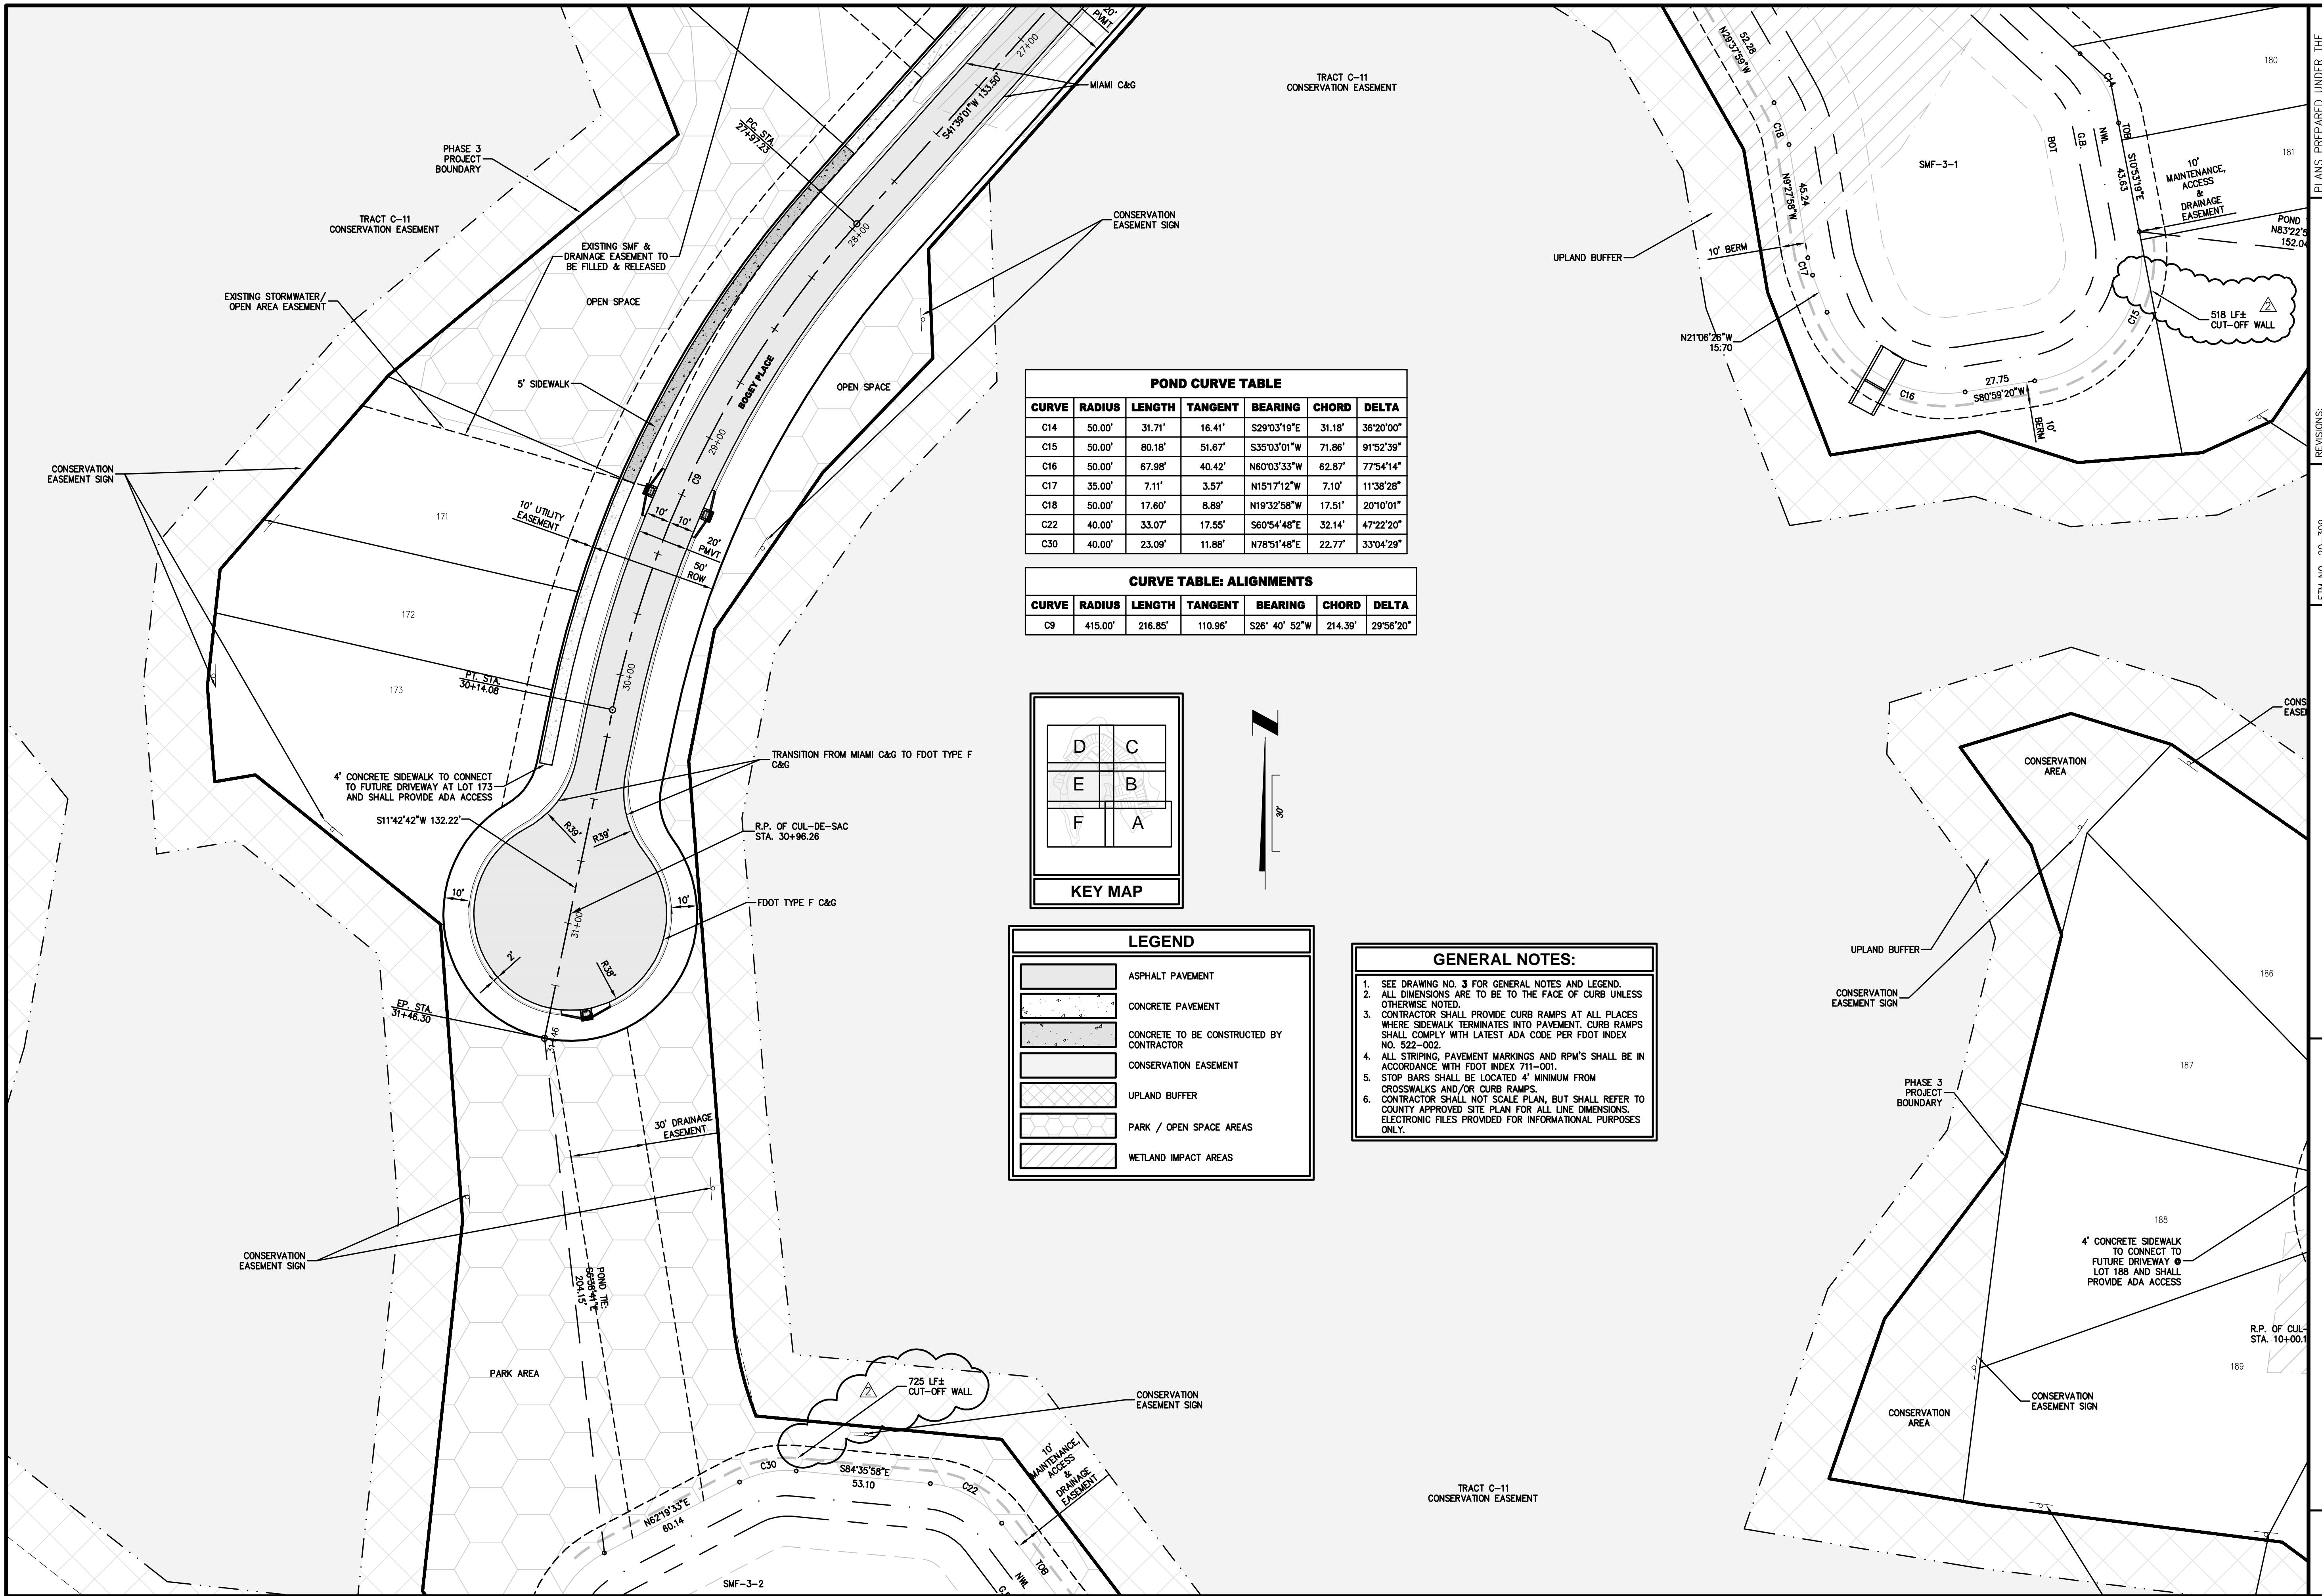 20'
PVMT
27+00
MIAMI C&G
S41°39'01"W 133.50'
TRACT C-11
CONSERVATION EASEMENT
PC. STA.
27+97.23
28+00
PHASE 3
PROJECT
BOUNDARY
TRACT C-11
CONSERVATION EASEMENT
EXISTING SMF &
DRAINAGE EASEMENT TO
BE FILLED & RELEASED
CONSERVATION
EASEMENT SIGN
EXISTING STORMWATER/
OPEN AREA EASEMENT
OPEN SPACE
5' SIDEWALK
BOGEY PLACE
OPEN SPACE
29+00
C9
CONSERVATION
EASEMENT SIGN
171
10' UTILITY
EASEMENT
10'
10'
20'
PMVT
50'
ROW
172
173
PT. STA.
30+14.08
30+00
TRANSITION FROM MIAMI C&G TO FDOT TYPE F
C&G
4' CONCRETE SIDEWALK TO CONNECT
TO FUTURE DRIVEWAY AT LOT 173
AND SHALL PROVIDE ADA ACCESS
S11°42'42"W 132.22'
R39'
R39'
R.P. OF CUL-DE-SAC
STA. 30+96.26
10'
10'
FDOT TYPE F C&G
31+00
2'
R38'
EP. STA.
31+46.30
31+46
30' DRAINAGE
EASEMENT
CONSERVATION
EASEMENT SIGN
POND TIE:
S6°38'41"E
204.15'
PARK AREA
725 LF±
CUT-OFF WALL
2
CONSERVATION
EASEMENT SIGN
10'
MAINTENANCE,
ACCESS
&
DRAINAGE
EASEMENT
C30
S84°35'58"E
53.10
C22
N62°19'33"E
60.14
TOB
NWL
SMF-3-2
POND CURVE TABLE
CURVE RADIUS LENGTH TANGENT BEARING CHORD DELTA
C14 50.00' 31.71' 16.41' S29°03'19"E 31.18' 36°20'00"
C15 50.00' 80.18' 51.67' S35°03'01"W 71.86' 91°52'39"
C16 50.00' 67.98' 40.42' N60°03'33"W 62.87' 77°54'14"
C17 35.00' 7.11' 3.57' N15°17'12"W 7.10' 11°38'28"
C18 50.00' 17.60' 8.89' N19°32'58"W 17.51' 20°10'01"
C22 40.00' 33.07' 17.55' S60°54'48"E 32.14' 47°22'20"
C30 40.00' 23.09' 11.88' N78°51'48"E 22.77' 33°04'29"
CURVE TABLE: ALIGNMENTS
CURVE RADIUS LENGTH TANGENT BEARING CHORD DELTA
C9 415.00' 216.85' 110.96' S26° 40' 52"W 214.39' 29°56'20"
D C
E B
F A
KEY MAP
30'
LEGEND
ASPHALT PAVEMENT
CONCRETE PAVEMENT
CONCRETE TO BE CONSTRUCTED BY
CONTRACTOR
CONSERVATION EASEMENT
UPLAND BUFFER
PARK / OPEN SPACE AREAS
WETLAND IMPACT AREAS
GENERAL NOTES:
1. SEE DRAWING NO. 3 FOR GENERAL NOTES AND LEGEND.
2. ALL DIMENSIONS ARE TO BE TO THE FACE OF CURB UNLESS
OTHERWISE NOTED.
3. CONTRACTOR SHALL PROVIDE CURB RAMPS AT ALL PLACES
WHERE SIDEWALK TERMINATES INTO PAVEMENT. CURB RAMPS
SHALL COMPLY WITH LATEST ADA CODE PER FDOT INDEX
NO. 522-002.
4. ALL STRIPING, PAVEMENT MARKINGS AND RPM'S SHALL BE IN
ACCORDANCE WITH FDOT INDEX 711-001.
5. STOP BARS SHALL BE LOCATED 4' MINIMUM FROM
CROSSWALKS AND/OR CURB RAMPS.
6. CONTRACTOR SHALL NOT SCALE PLAN, BUT SHALL REFER TO
COUNTY APPROVED SITE PLAN FOR ALL LINE DIMENSIONS.
ELECTRONIC FILES PROVIDED FOR INFORMATIONAL PURPOSES
ONLY.
52.28
N29°37'59"W
C18
45.24
N9°27'58"W
C17
10' BERM
UPLAND BUFFER
N21°06'26"W
15.70
C16
27.75
S80°59'20"W
10'
BERM
C15
SMF-3-1
BOT
G.B.
NWL
TOB
C14
S10°53'19"E
43.63
10'
MAINTENANCE,
ACCESS
&
DRAINAGE
EASEMENT
180
181
POND
N83°22'5
152.04
518 LF±
CUT-OFF WALL
2
CONSERVATION
AREA
UPLAND BUFFER
CONSERVATION
EASEMENT SIGN
186
187
PHASE 3
PROJECT
BOUNDARY
188
4' CONCRETE SIDEWALK
TO CONNECT TO
FUTURE DRIVEWAY @
LOT 188 AND SHALL
PROVIDE ADA ACCESS
R.P. OF CUL-
STA. 10+00.1
189
CONSERVATION
EASEMENT SIGN
CONSERVATION
AREA
TRACT C-11
CONSERVATION EASEMENT
PLANS PREPARED UNDER THE
REVISIONS: